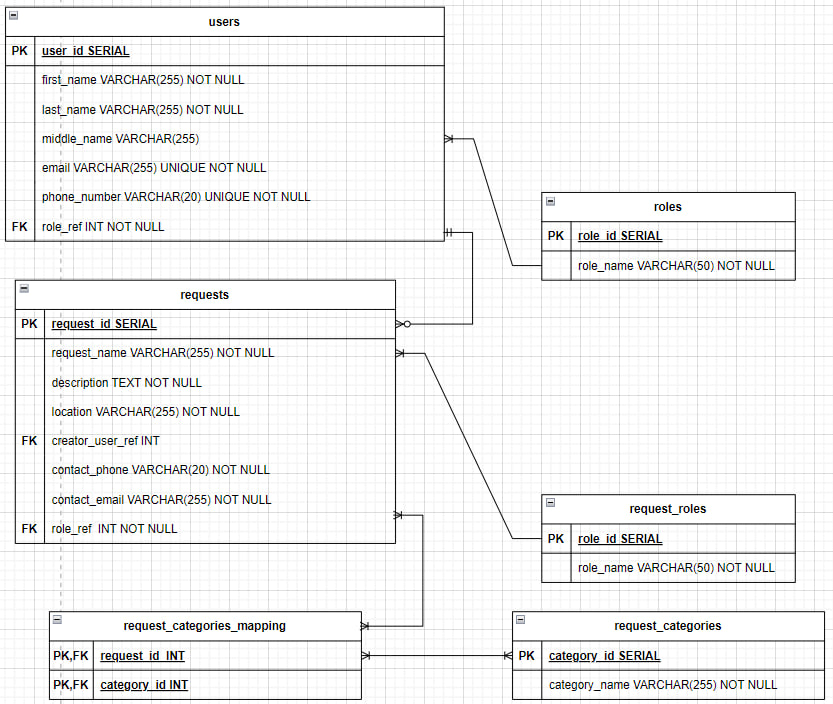 users
PK user_id SERIAL
first_name VARCHAR(255) NOT NULL
last_name VARCHAR(255) NOT NULL
middle_name VARCHAR(255)
email VARCHAR(255) UNIQUE NOT NULL
phone_number VARCHAR(20) UNIQUE NOT NULL
FK role_ref INT NOT NULL
roles
PK role_id SERIAL
role_name VARCHAR(50) NOT NULL
requests
PK request_id SERIAL
request_name VARCHAR(255) NOT NULL
description TEXT NOT NULL
location VARCHAR(255) NOT NULL
FK creator_user_ref INT
contact_phone VARCHAR(20) NOT NULL
contact_email VARCHAR(255) NOT NULL
FK role_ref INT NOT NULL
request_roles
PK role_id SERIAL
role_name VARCHAR(50) NOT NULL
request_categories_mapping
PK,FK request_id INT
PK,FK category_id INT
request_categories
PK category_id SERIAL
category_name VARCHAR(255) NOT NULL